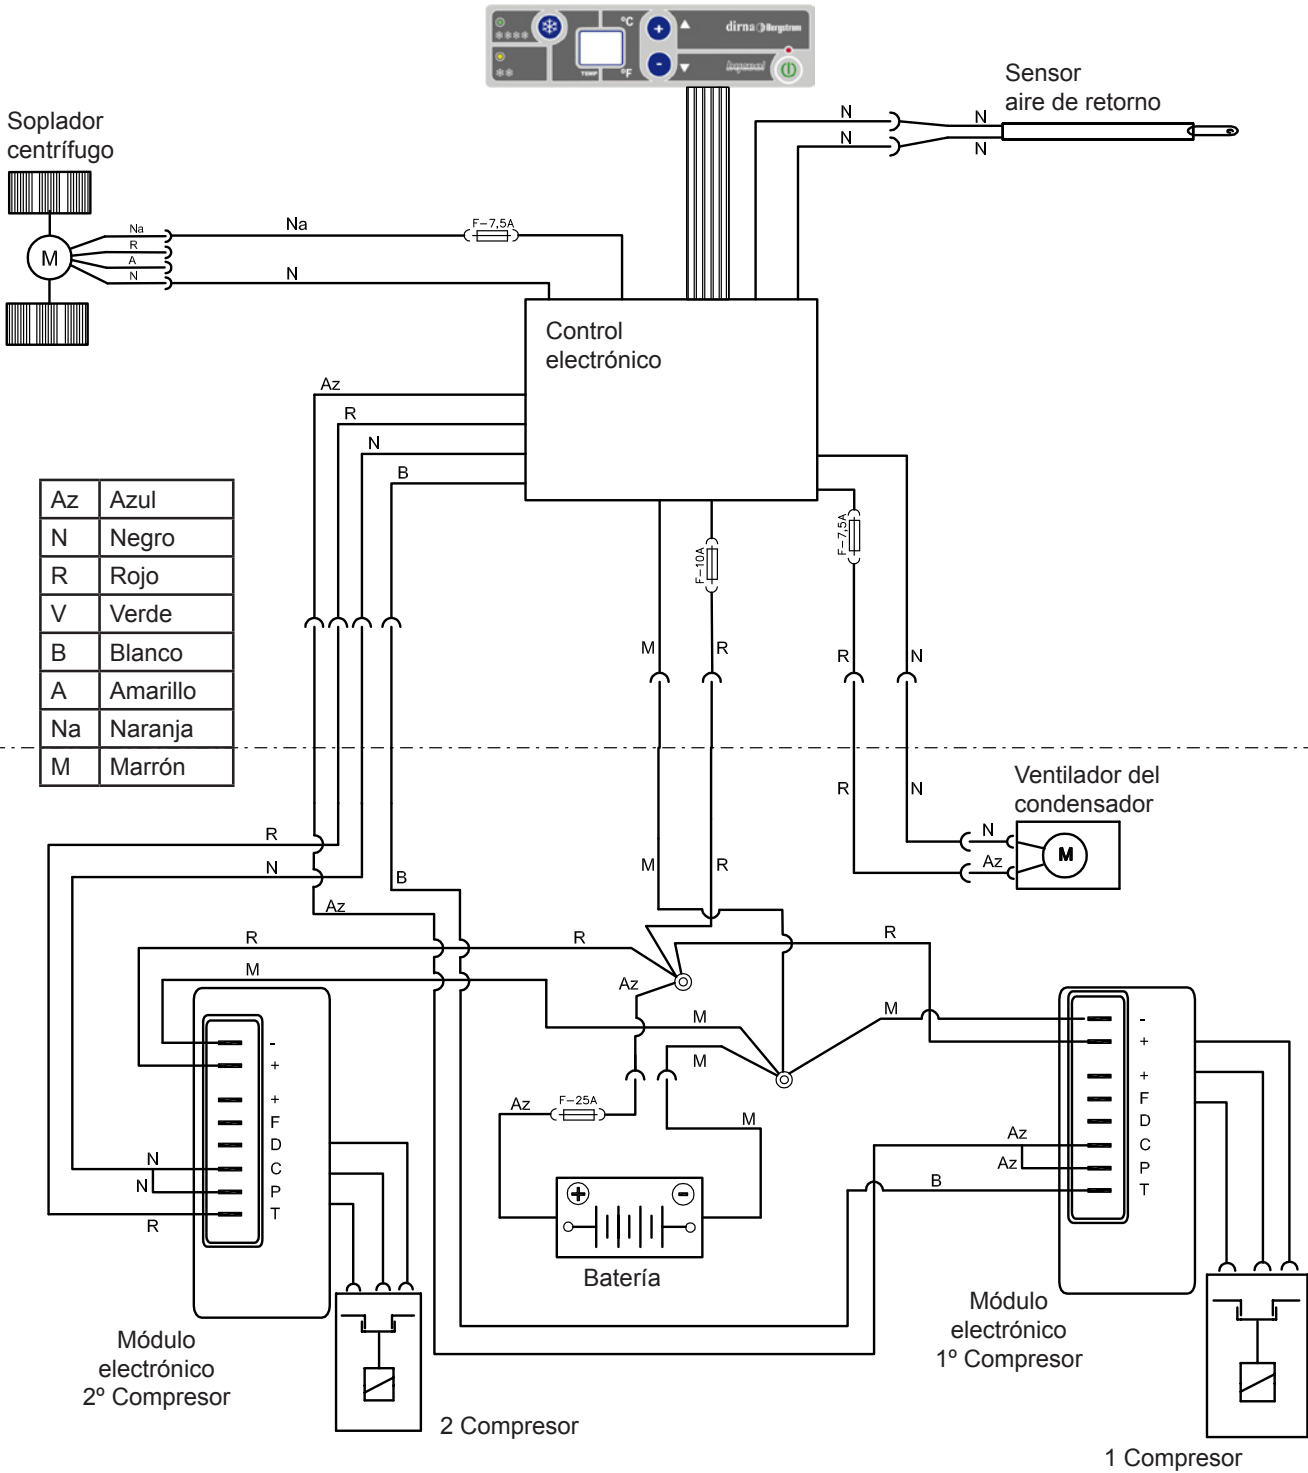 °C
dirna Bergstrom
TEMP
°F
Sensor
aire de retorno
N
N
N
N
Soplador
centrífugo
M
Na
R
A
N
Na
N
F-7,5A
Control
electrónico
Az
R
N
B
Az Azul
N Negro
R Rojo
V Verde
B Blanco
A Amarillo
Na Naranja
M Marrón
F-10A
F-7,5A
M
R
R
N
R
N
Ventilador del
condensador
N
Az
M
R
N
B
Az
M
R
R
R
R
M
Az
M
M
M
-
+
+
F
D
C
P
T
N
N
R
Az
F-25A
M
+
-
Batería
-
+
+
F
D
C
P
T
Az
Az
B
Módulo
electrónico
2º Compresor
2 Compresor
Módulo
electrónico
1º Compresor
1 Compresor